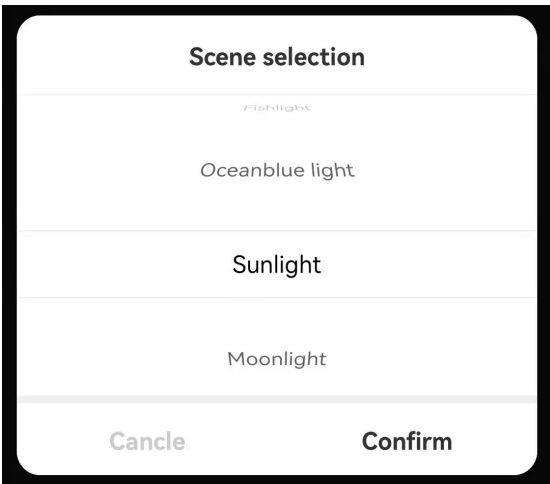 Scene selection
Fishlight
Oceanblue light
Sunlight
Moonlight
Cancle
Confirm